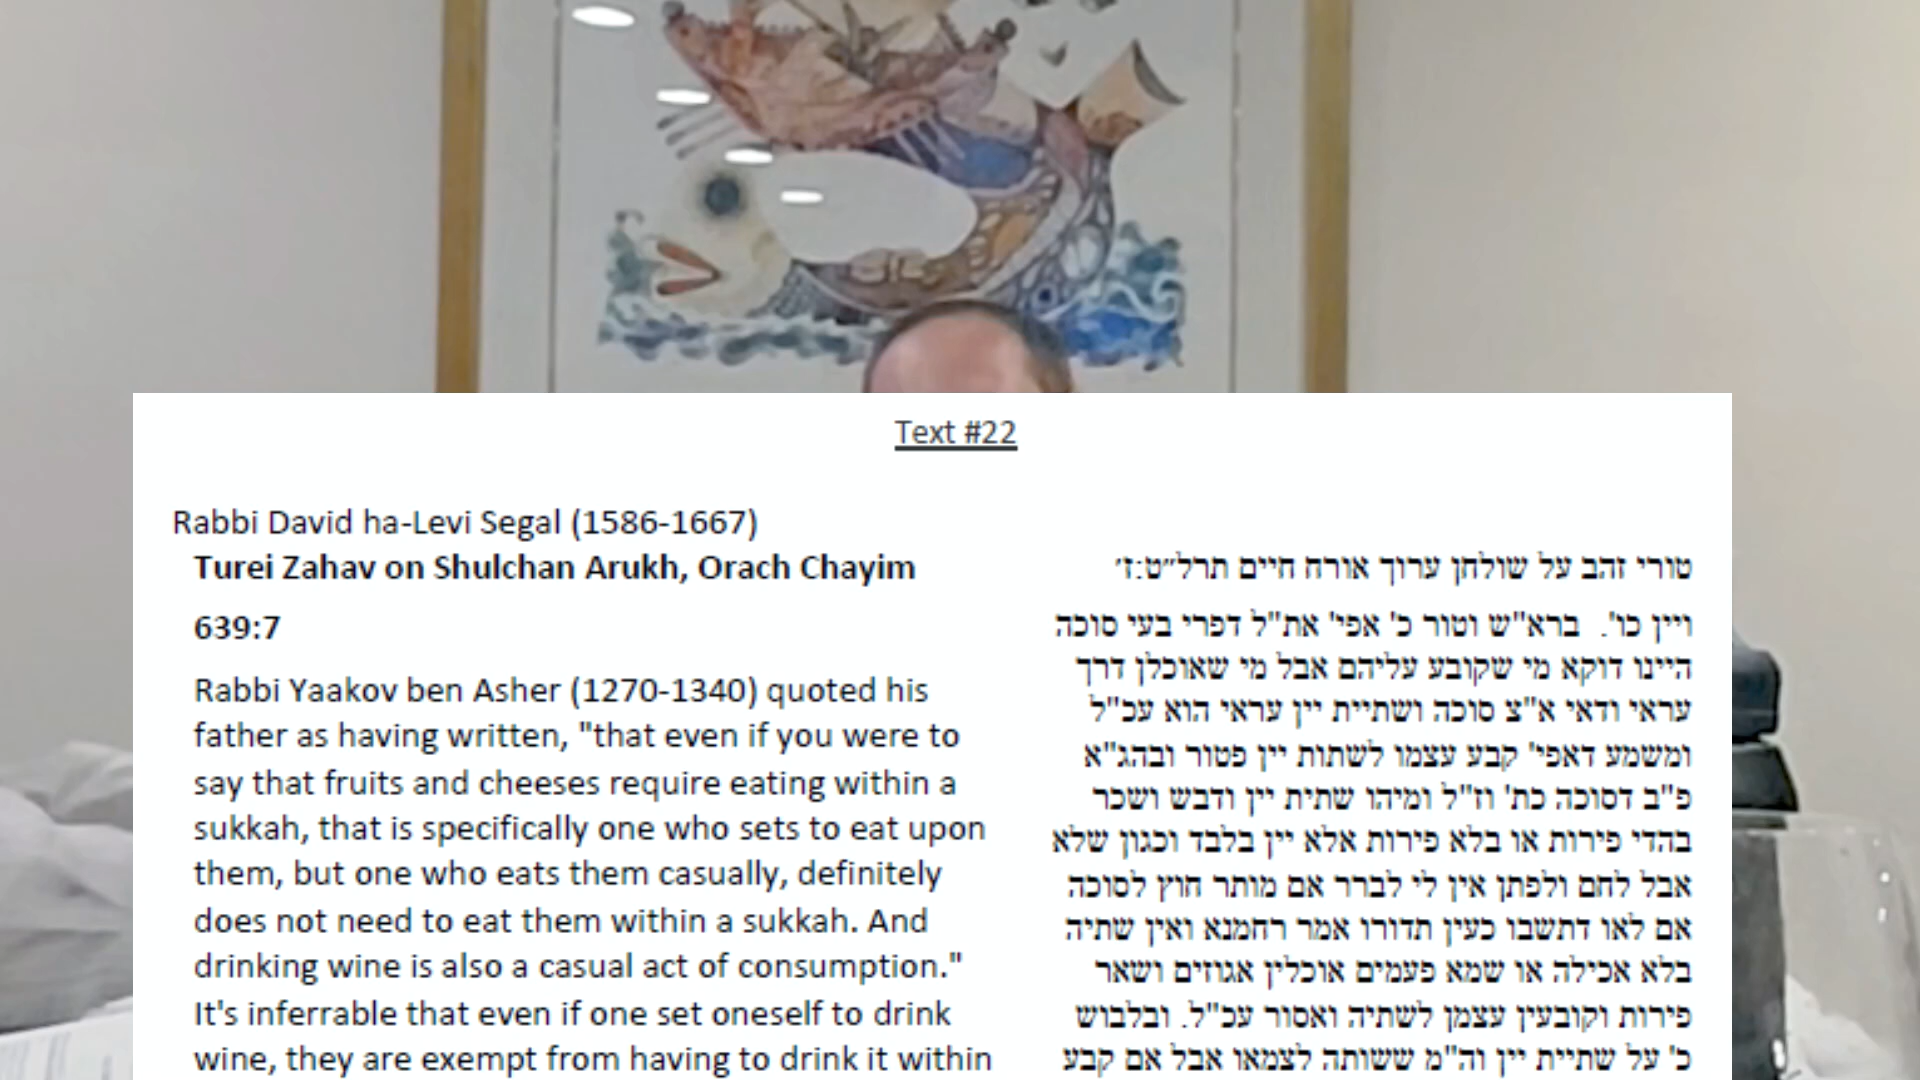 Text #22
Rabbi David ha-Levi Segal (1586-1667)
Turei Zahav on Shulchan Arukh, Orach Chayim
639:7
Rabbi Yaakov ben Asher (1270-1340) quoted his
father as having written, "that even if you were to
say that fruits and cheeses require eating within a
sukkah, that is specifically one who sets to eat upon
them, but one who eats them casually, definitely
does not need to eat them within a sukkah. And
drinking wine is also a casual act of consumption."
It's inferrable that even if one set oneself to drink
wine, they are exempt from having to drink it within
טורי זהב על שולחן ערוך אורח חיים תרל״ט:ז׳
ויין כו'. ברא"ש וטור כ' אפי' את"ל דפרי בעי סוכה
היינו דוקא מי שקובע עליהם אבל מי שאוכלן דרך
עראי ודאי א"צ סוכה ושתיית יין עראי הוא עכ"ל
ומשמע דאפי' קבע עצמו לשתות יין פטור ובהג"א
פ"ב דסוכה כת' וז"ל ומיהו שתית יין ודבש ושכר
בהדי פירות או בלא פירות אלא יין בלבד וכגון שלא
אבל לחם ולפתן אין לי לברר אם מותר חוץ לסוכה
אם לאו דתשבו כעין תדורו אמר רחמנא ואין שתיה
בלא אכילה או שמא פעמים אוכלין אגוזים ושאר
פירות וקובעין עצמן לשתיה ואסור עכ"ל. ובלבוש
כ' על שתיית יין וה"מ ששותה לצמאו אבל אם קבע